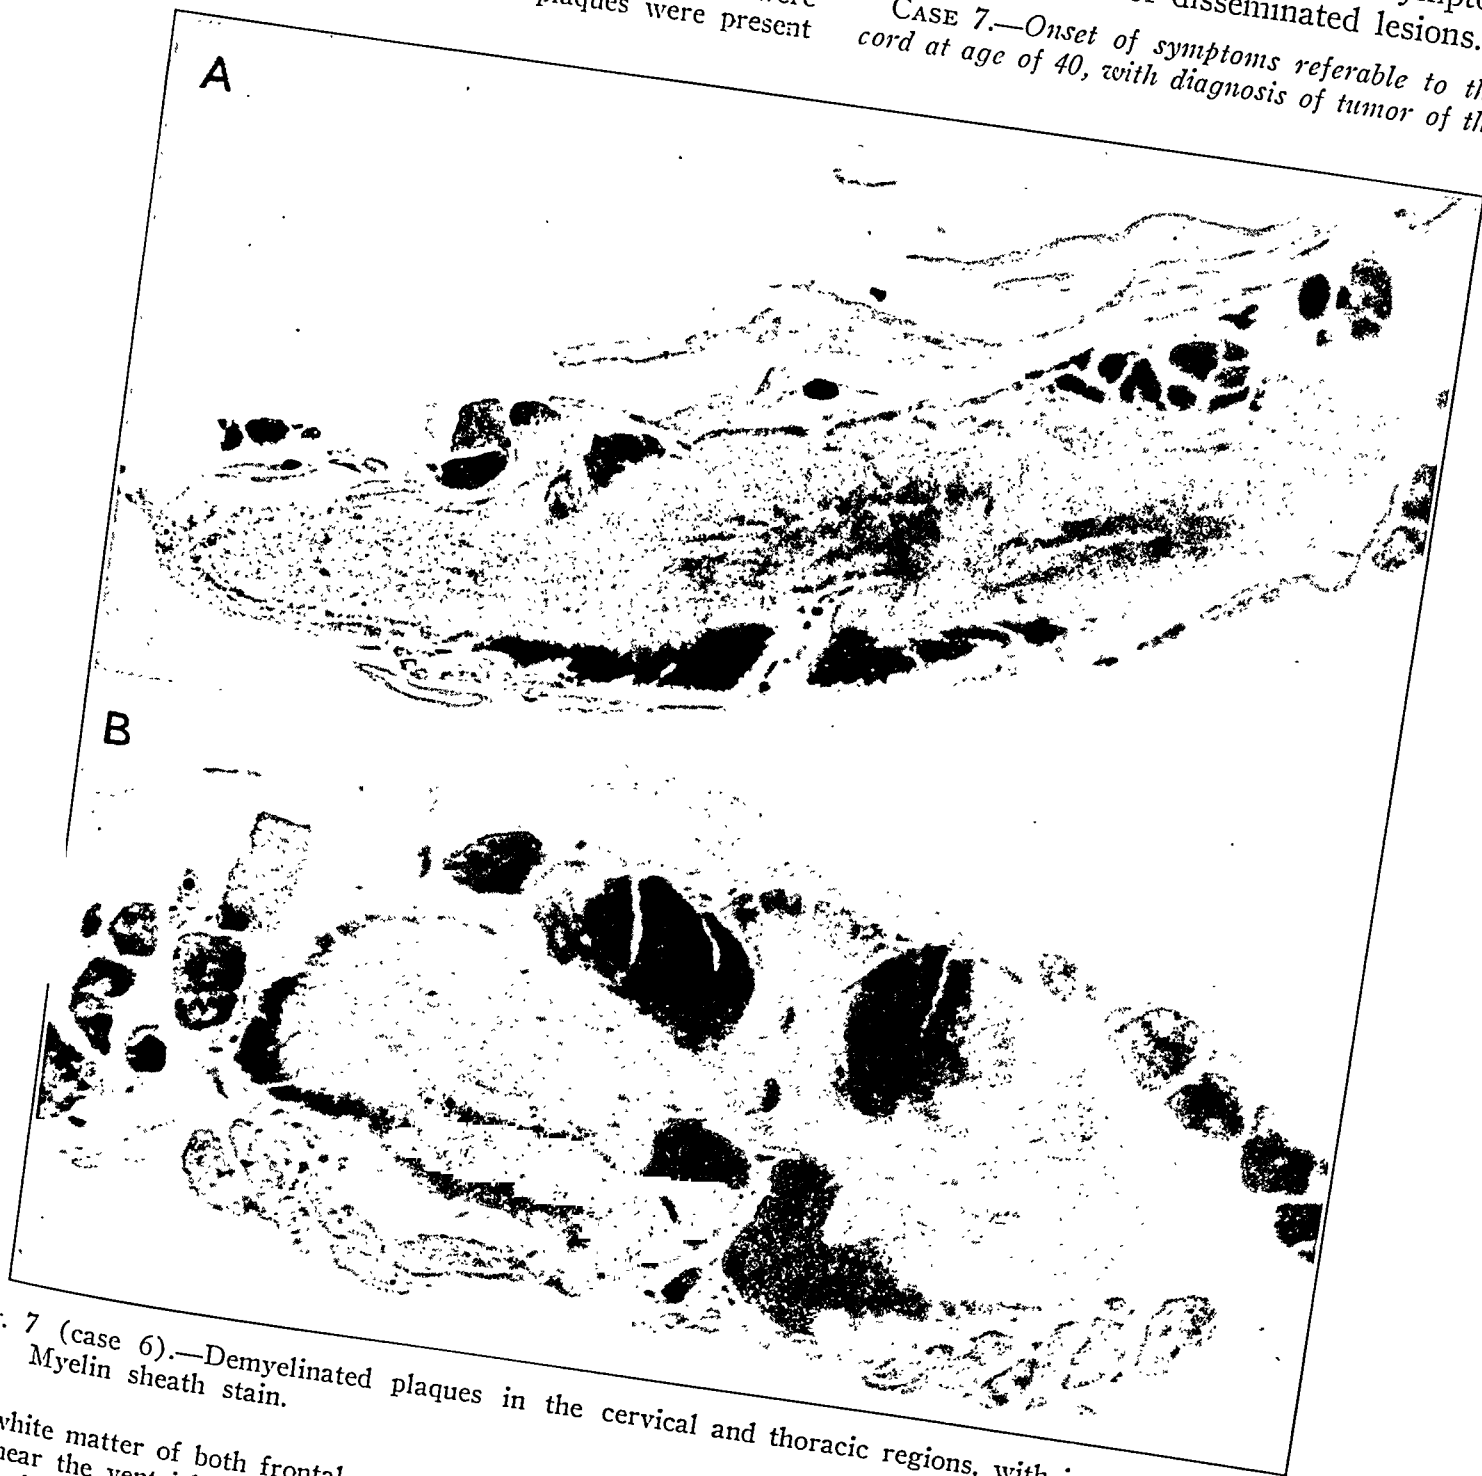 were
plaques were present
disseminated lesions.
CASE 7.—Onset of symptoms referable to
cord at age of 40, with diagnosis of tumor of
A
B
7 (case 6).—Demyelinated plaques in the cervical and thoracic regions, with
Myelin sheath stain.
white matter of both frontal
near the